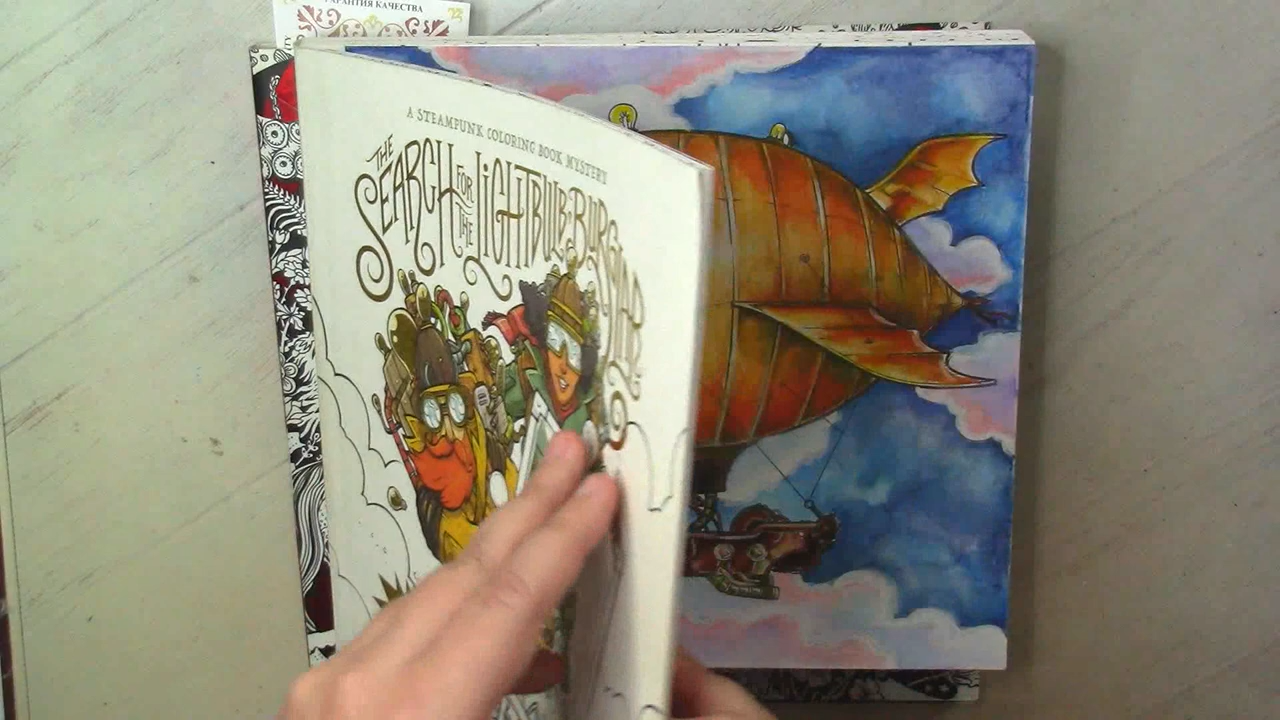 ГАРАНТИЯ КАЧЕСТВА
A STEAMPUNK COLORING BOOK MYSTERY
THE
SEARCH
FOR
THE
LIGHTBULB-BURGLAR